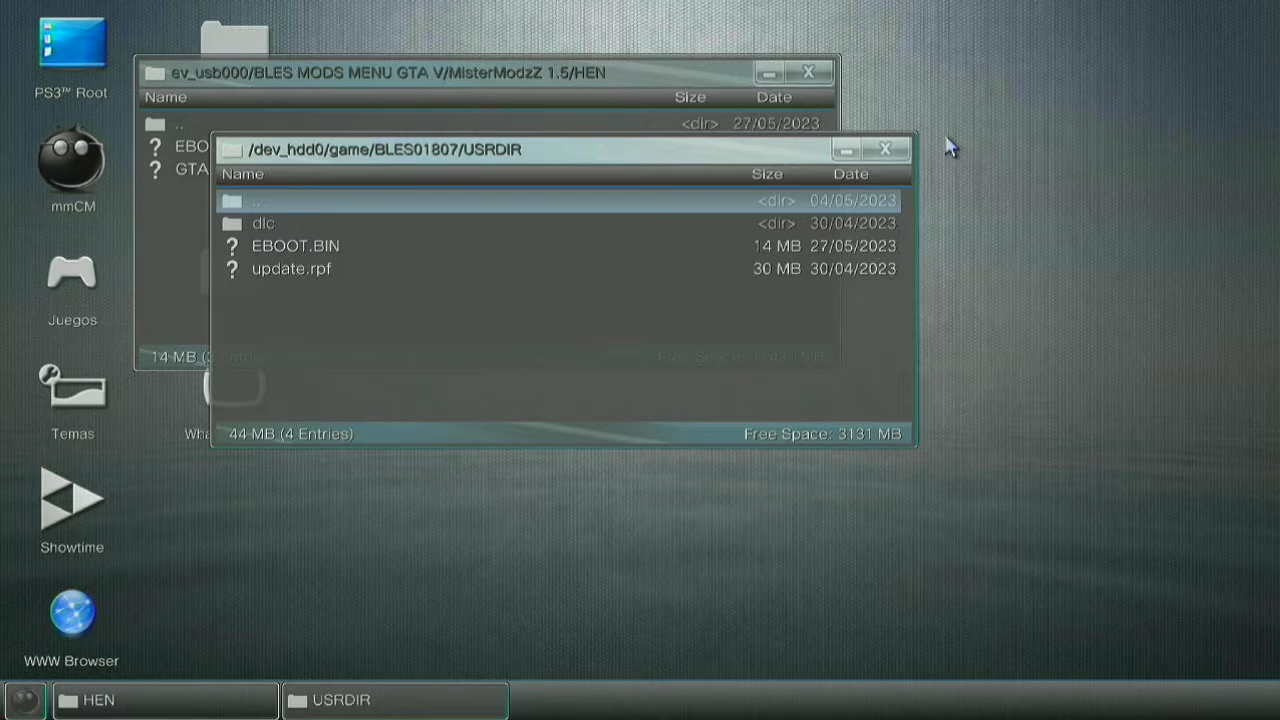 PS3™ Root
mmCM
Juegos
Temas
Wha
Showtime
WWW Browser
ev_usb000/BLES MODS MENU GTA V/MisterModzZ 1.5/HEN
Name Size Date
.. <dir> 27/05/2023
EBO
GTA
14 MB (3
/dev_hdd0/game/BLES01807/USRDIR
Name Size Date
.. <dir> 04/05/2023
dlc <dir> 30/04/2023
EBOOT.BIN 14 MB 27/05/2023
update.rpf 30 MB 30/04/2023
44 MB (4 Entries) Free Space: 3131 MB
HEN
USRDIR